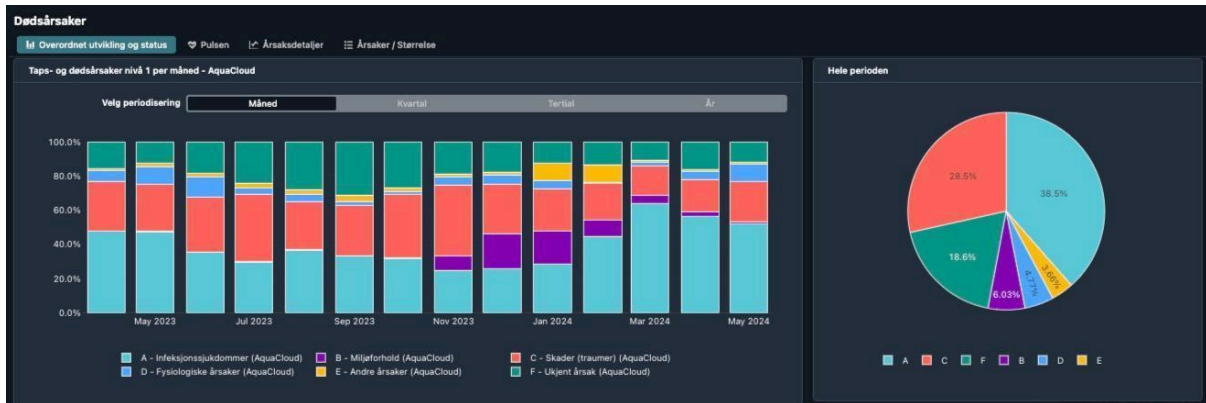 Dødsårsaker
Overordnet utvikling og status Pulsen Årsaksdetaljer Årsaker / Størrelse
Taps- og dødsårsaker nivå 1 per måned - AquaCloud
Velg periodisering Måned Kvartal Tertial År
100.0%
80.0%
60.0%
40.0%
20.0%
0.0%
May 2023 Jul 2023 Sep 2023 Nov 2023 Jan 2024 Mar 2024 May 2024
A - Infeksjonssjukdommer (AquaCloud) B - Miljøforhold (AquaCloud) C - Skader (traumer) (AquaCloud)
D - Fysiologiske årsaker (AquaCloud) E - Andre årsaker (AquaCloud) F - Ukjent årsak (AquaCloud)
Hele perioden
28.5%
38.5%
18.6%
6.03%
4.77%
3.66%
A C F B D E